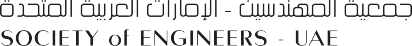 جمعية المهندسين - الإمارات العربية المتحدة
SOCIETY of ENGINEERS - UAE